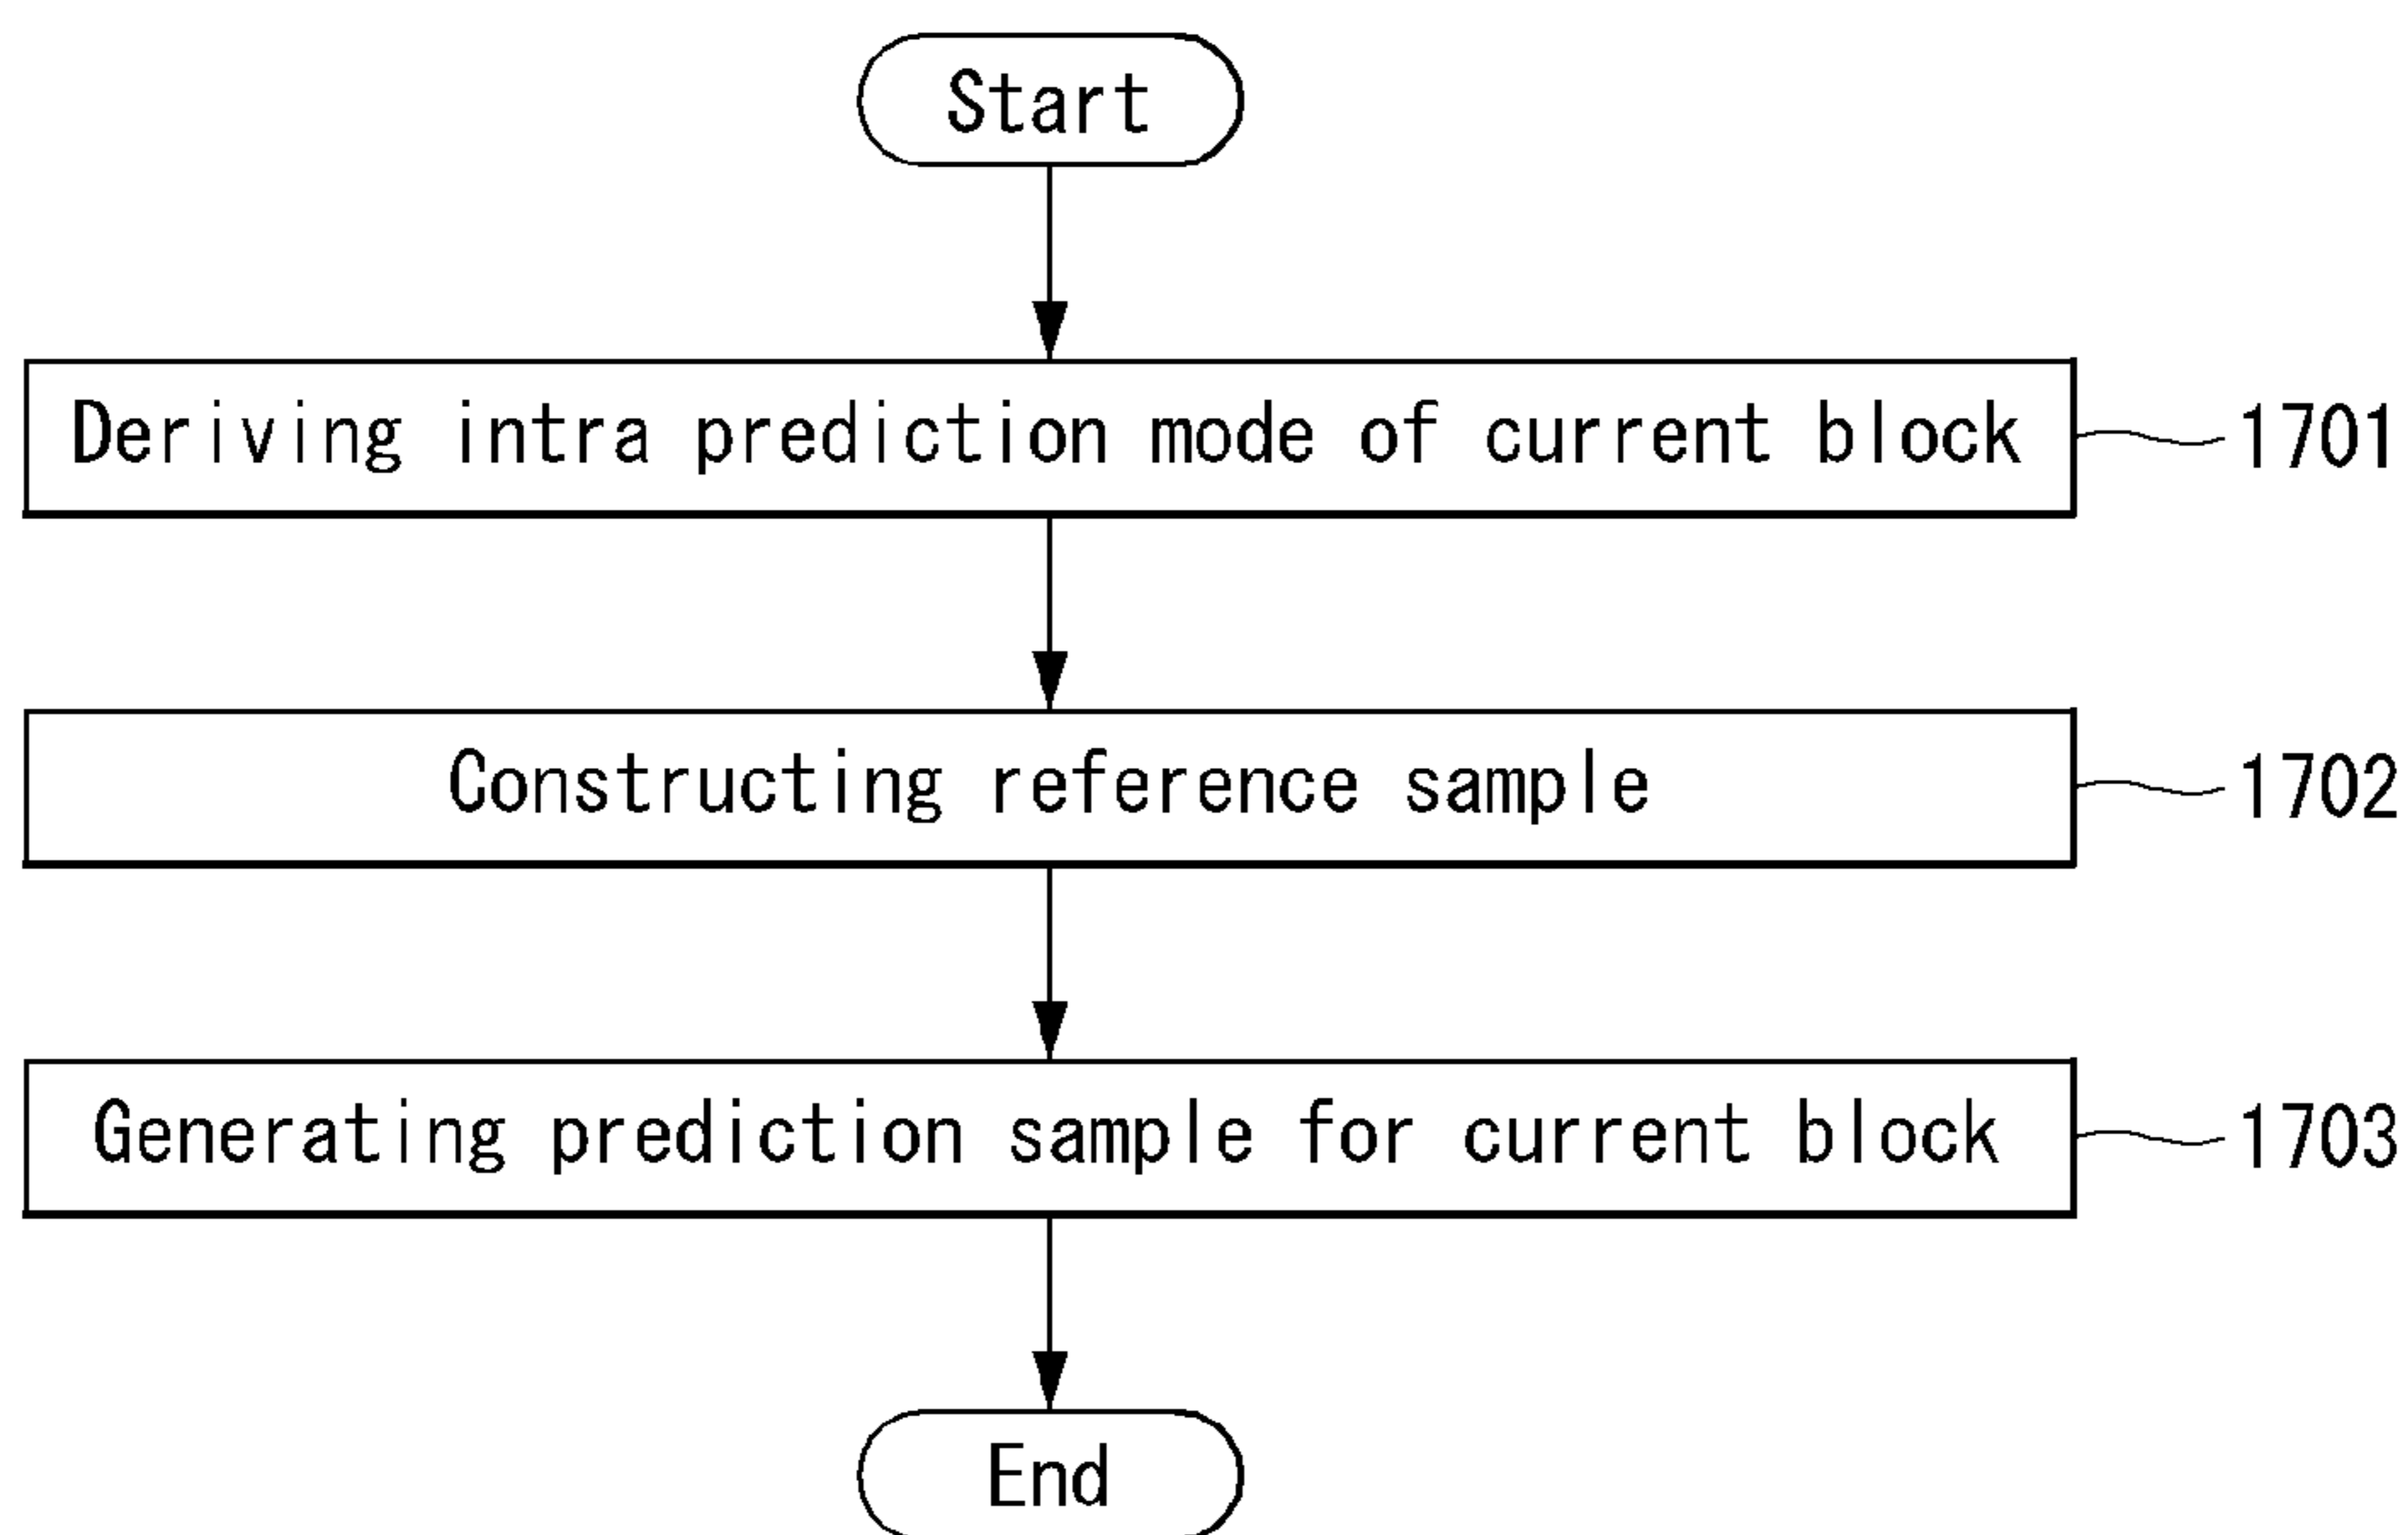 Start
Deriving intra prediction mode of current block 1701
Constructing reference sample 1702
Generating prediction sample for current block 1703
End